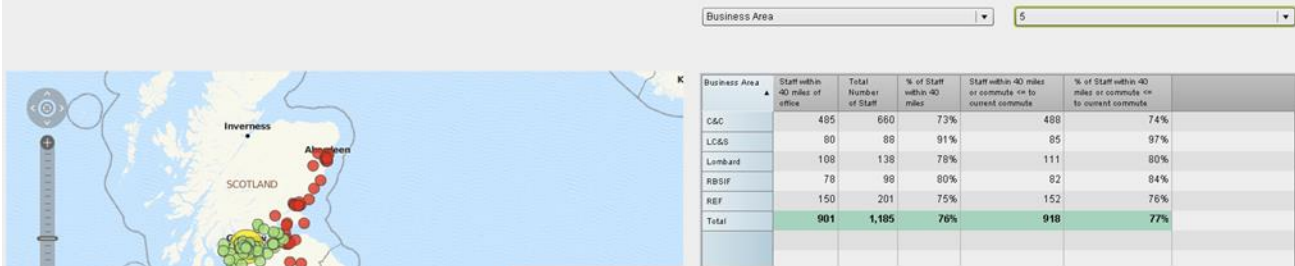 Business Area 5
K
Inverness
Aberdeen
SCOTLAND
Business Area
Staff within
40 miles of
office
Total
Number
of Staff
% of Staff
within 40
miles
Staff within 40 miles
or commute <= to
current commute
% of Staff within 40
miles or commute <=
to current commute
C&C 485 660 73% 488 74%
LC&S 80 88 91% 85 97%
Lombard 108 138 78% 111 80%
RBSIF 78 98 80% 82 84%
REF 150 201 75% 152 76%
Total 901 1,185 76% 918 77%